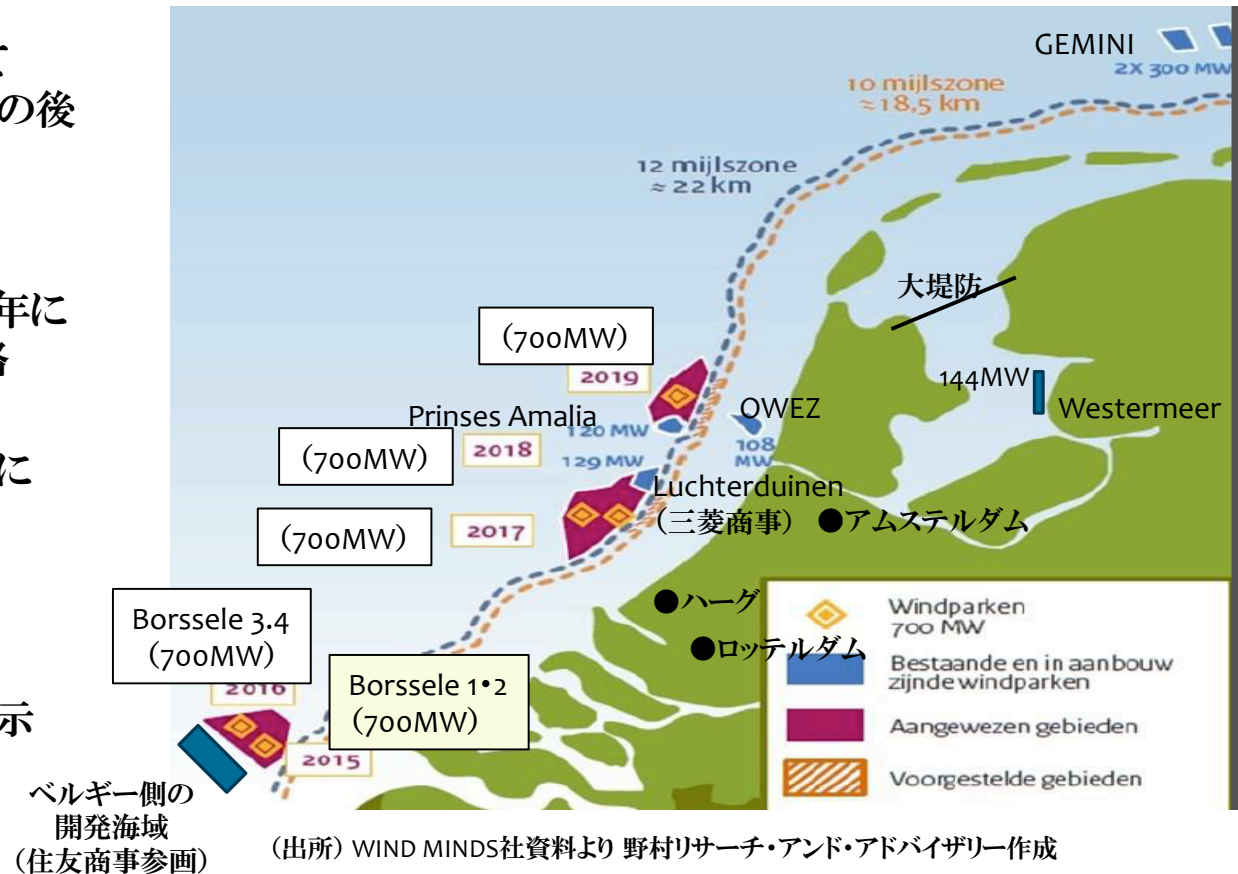 の後
年に
に
示
GEMINI
2X 300 MW
10 mijlszone
≈18,5 km
12 mijlszone
≈ 22 km
大堤防
(700MW)
2019
144MW
Westermeer
Prinses Amalia
120 MW
OWEZ
108
MW
(700MW)
2018
129 MW
Luchterduinen
(三菱商事)
●アムステルダム
(700MW)
2017
●ハーグ
●ロッテルダム
Borssele 3.4
(700MW)
2016
Borssele 1•2
(700MW)
2015
Windparken
700 MW
Bestaande en in aanbouw
zijnde windparken
Aangewezen gebieden
Voorgestelde gebieden
ベルギー側の
開発海域
(住友商事参画)
(出所) WIND MINDS社資料より 野村リサーチ・アンド・アドバイザリー作成